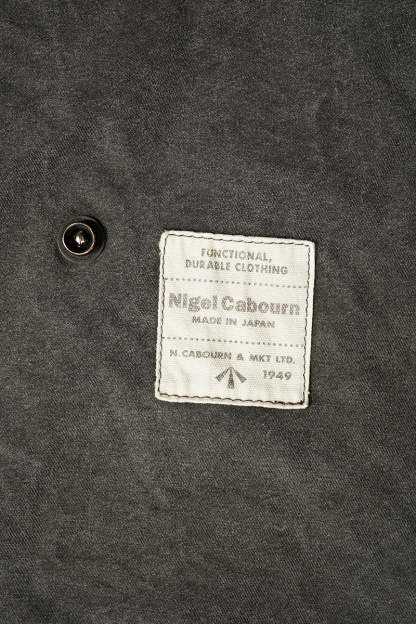 FUNCTIONAL,
DURABLE CLOTHING
Nigel Cabourn
MADE IN JAPAN
N.CABOURN & MKT LTD.
1949